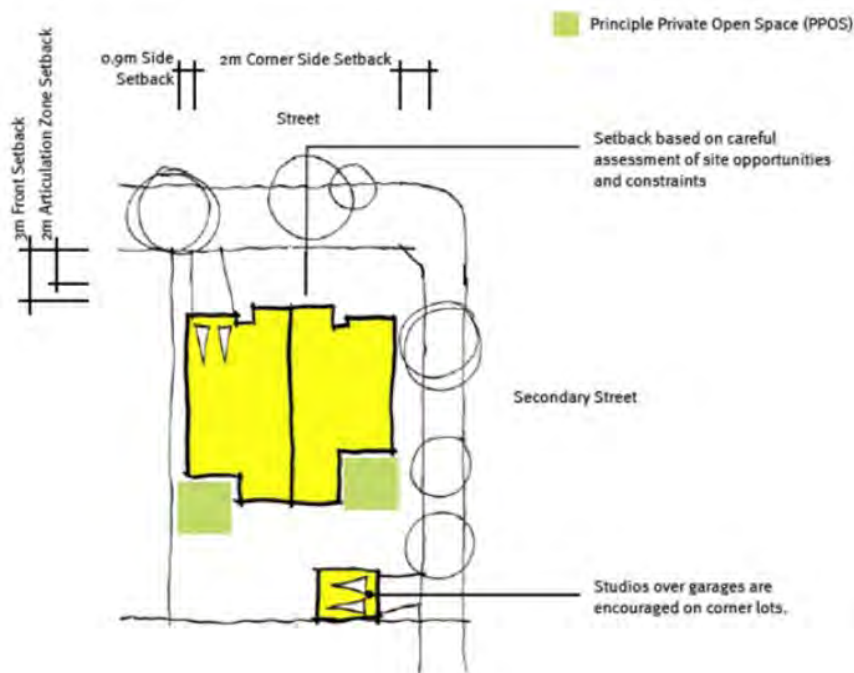 Principle Private Open Space (PPOS)
0.9m Side
Setback
2m Corner Side Setback
3m Front Setback
2m Articulation Zone Setback
Street
Setback based on careful
assessment of site opportunities
and constraints
Secondary Street
Studios over garages are
encouraged on corner lots.